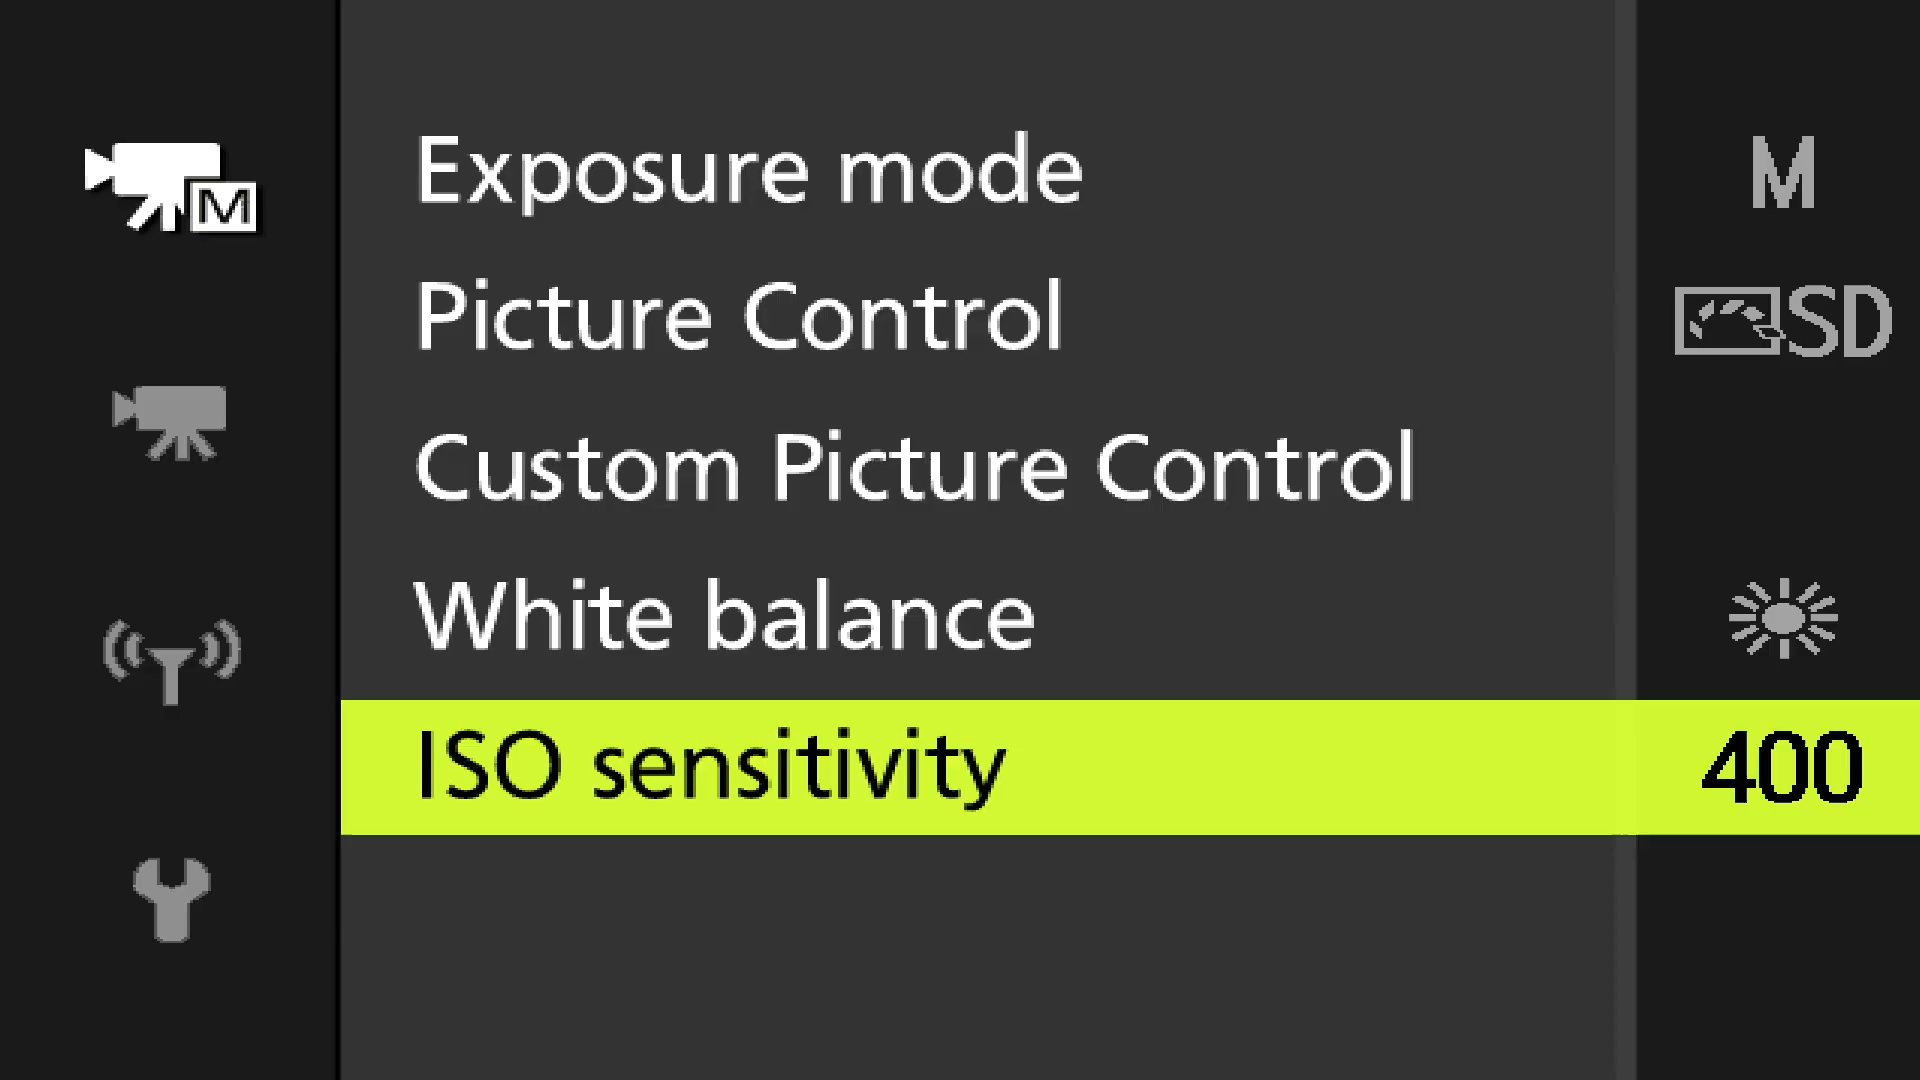 M
Exposure mode M
Picture Control SD
Custom Picture Control
White balance
ISO sensitivity 400